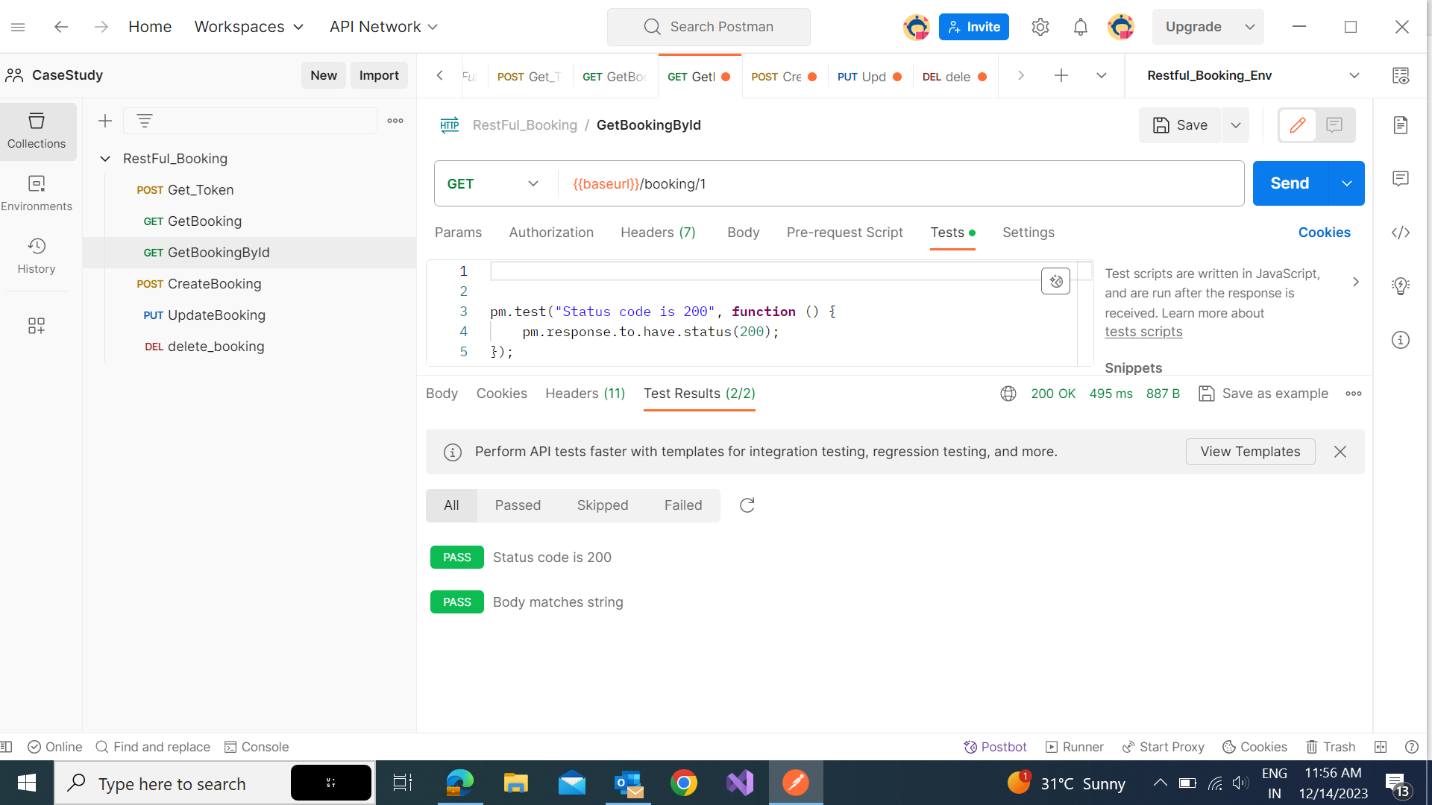 Home Workspaces API Network Search Postman Invite Upgrade
CaseStudy New Import
POST Get_T GET GetBoo GET GetI POST Cre PUT Upd DEL dele Restful_Booking_Env
Collections
Environments
History
RestFul_Booking
POST Get_Token
GET GetBooking
GET GetBookingById
POST CreateBooking
PUT UpdateBooking
DEL delete_booking
HTTP RestFul_Booking / GetBookingById Save
GET {{baseurl}}/booking/1 Send
Params Authorization Headers (7) Body Pre-request Script Tests Settings Cookies
1
2
3 pm.test("Status code is 200", function () {
4 pm.response.to.have.status(200);
5 });
Test scripts are written in JavaScript,
and are run after the response is
received. Learn more about
tests scripts
Snippets
Body Cookies Headers (11) Test Results (2/2) 200 OK 495 ms 887 B Save as example
Perform API tests faster with templates for integration testing, regression testing, and more. View Templates
All Passed Skipped Failed
PASS Status code is 200
PASS Body matches string
Online Find and replace Console Postbot Runner Start Proxy Cookies Trash
Type here to search
1 31°C Sunny
ENG
IN
11:56 AM
12/14/2023
13